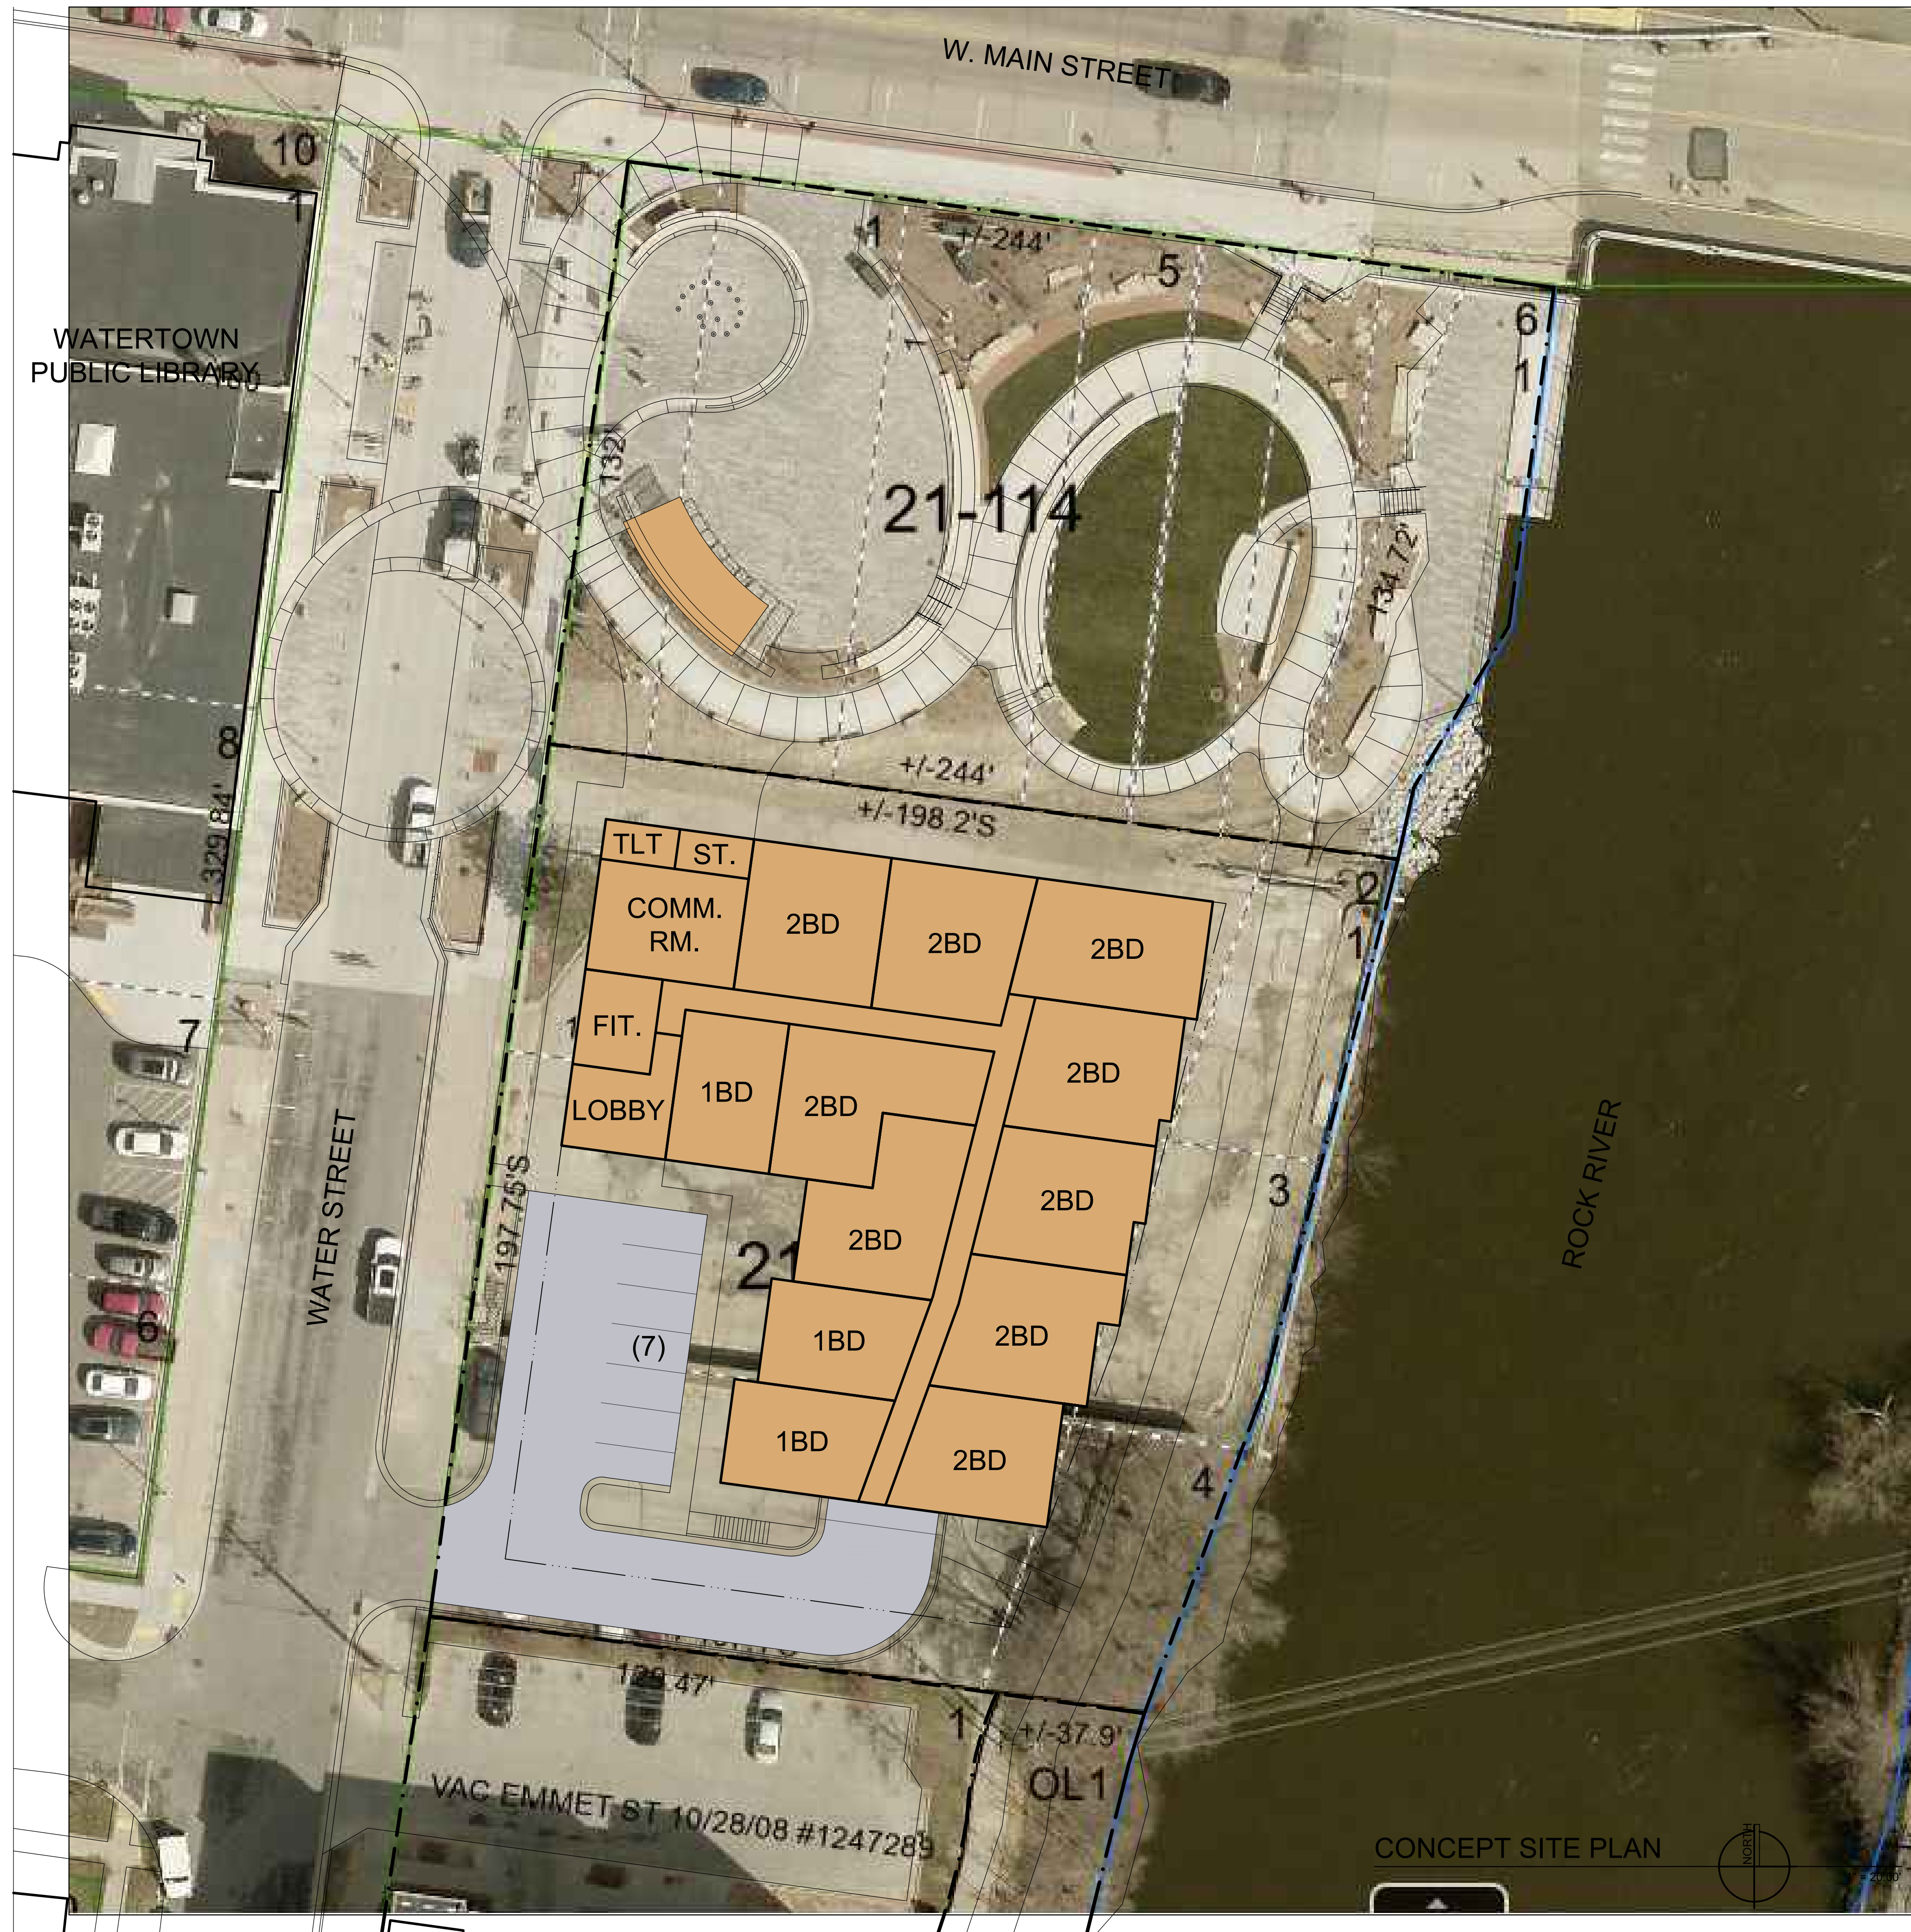 W. MAIN STREET
10
1
1
+/-244'
5
6
1
WATERTOWN
PUBLIC LIBRARY
132'
21-114
134.72'
8
329.84'
+/-244'
+/-198.2'S
TLT
ST.
COMM.
RM.
2BD
2BD
2BD
2
1
7
FIT.
1
LOBBY
1BD
2BD
2BD
WATER STREET
197.75'S
2BD
2BD
3
ROCK RIVER
21
6
(7)
1BD
2BD
1BD
2BD
4
129.47'
1
+/-37.9'
OL1
VAC EMMET ST 10/28/08 #1247289
CONCEPT SITE PLAN
NORTH